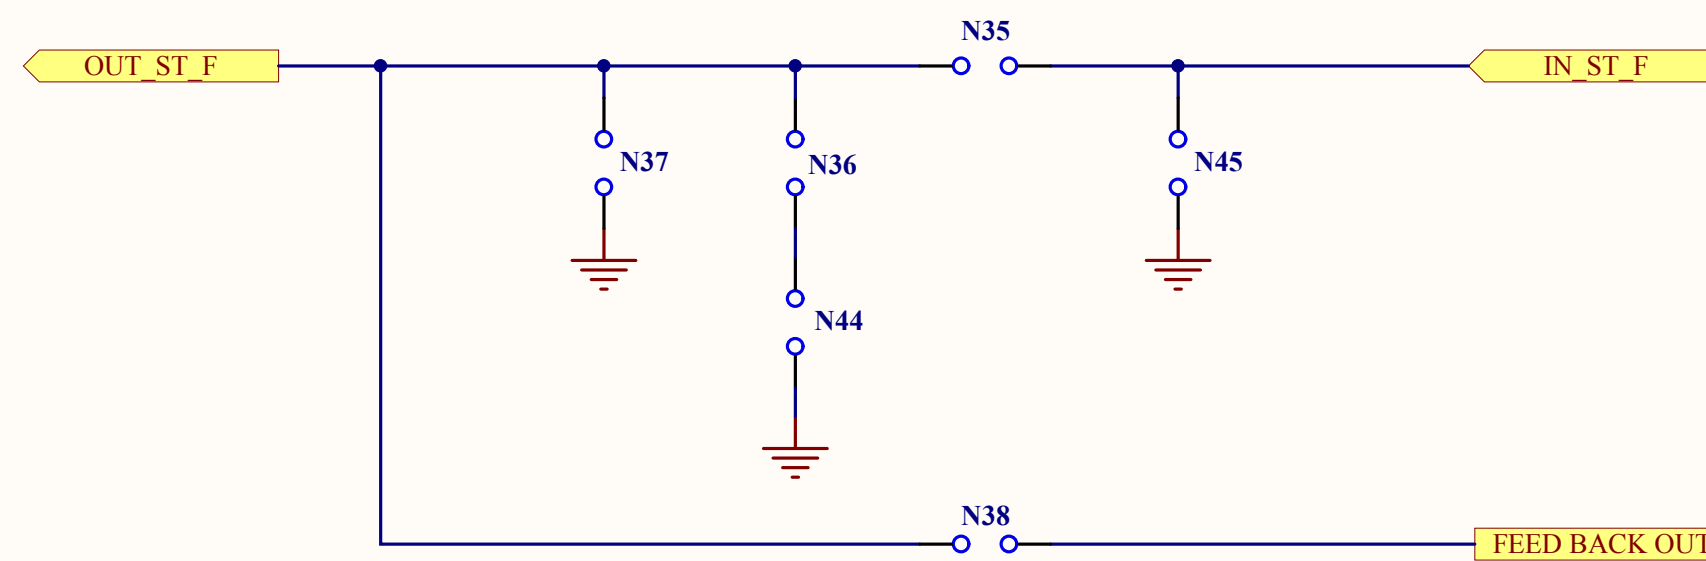 N35
OUT_ST_F
IN_ST_F
N37
N36
N45
N44
N38
FEED BACK OUT